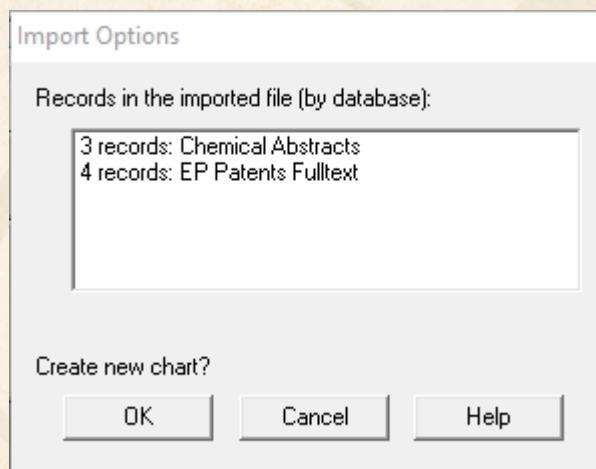 Import Options
Records in the imported file (by database):
3 records: Chemical Abstracts
4 records: EP Patents Fulltext
Create new chart?
OK Cancel Help